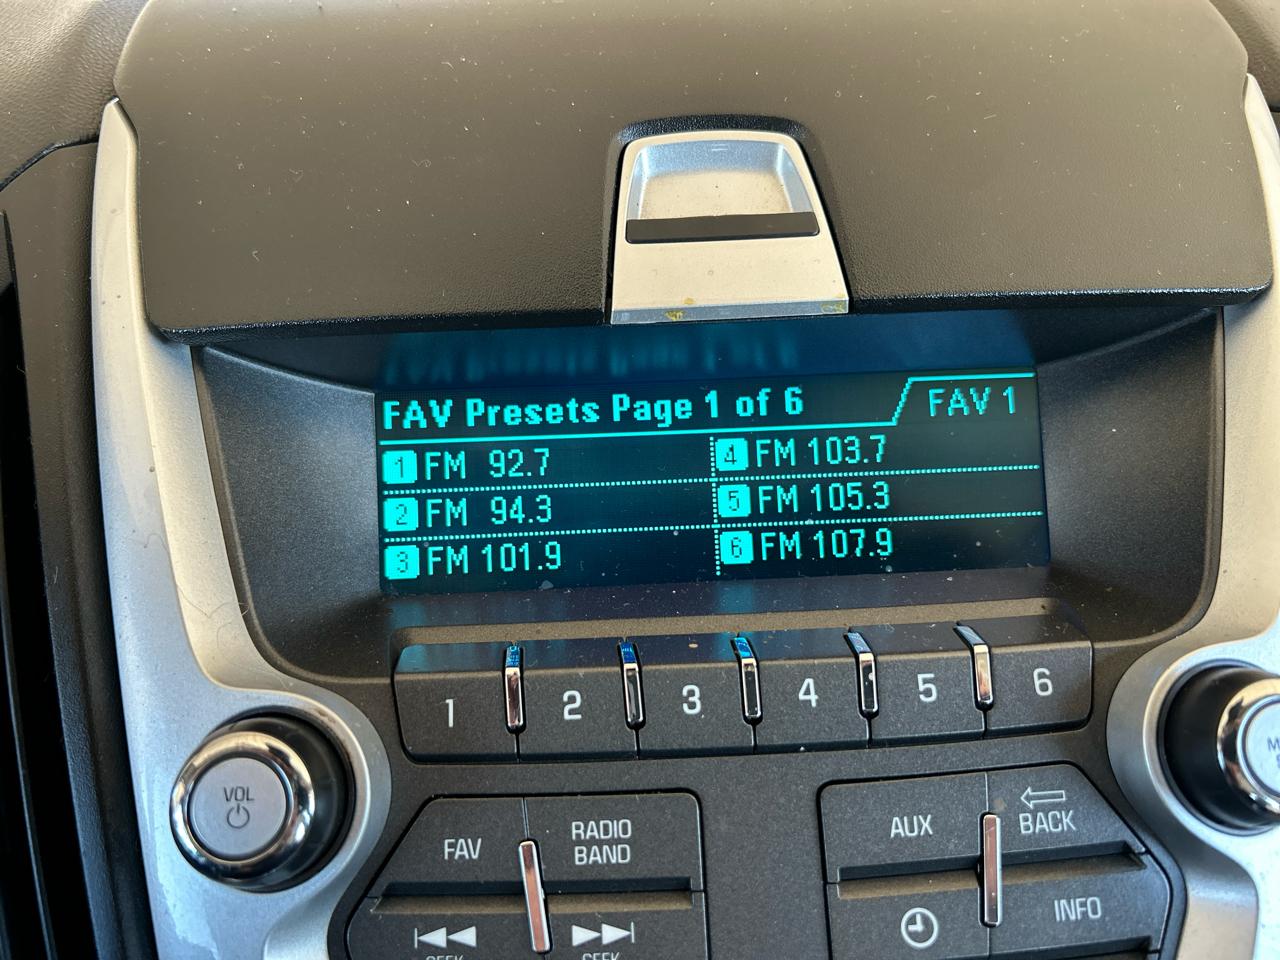 FAV Presets Page 1 of 6 FAV 1
1 FM 92.7 4 FM 103.7
2 FM 94.3 5 FM 105.3
3 FM 101.9 6 FM 107.9
1 2 3 4 5 6
VOL
FAV RADIO BAND AUX BACK
INFO
SEEK SEEK